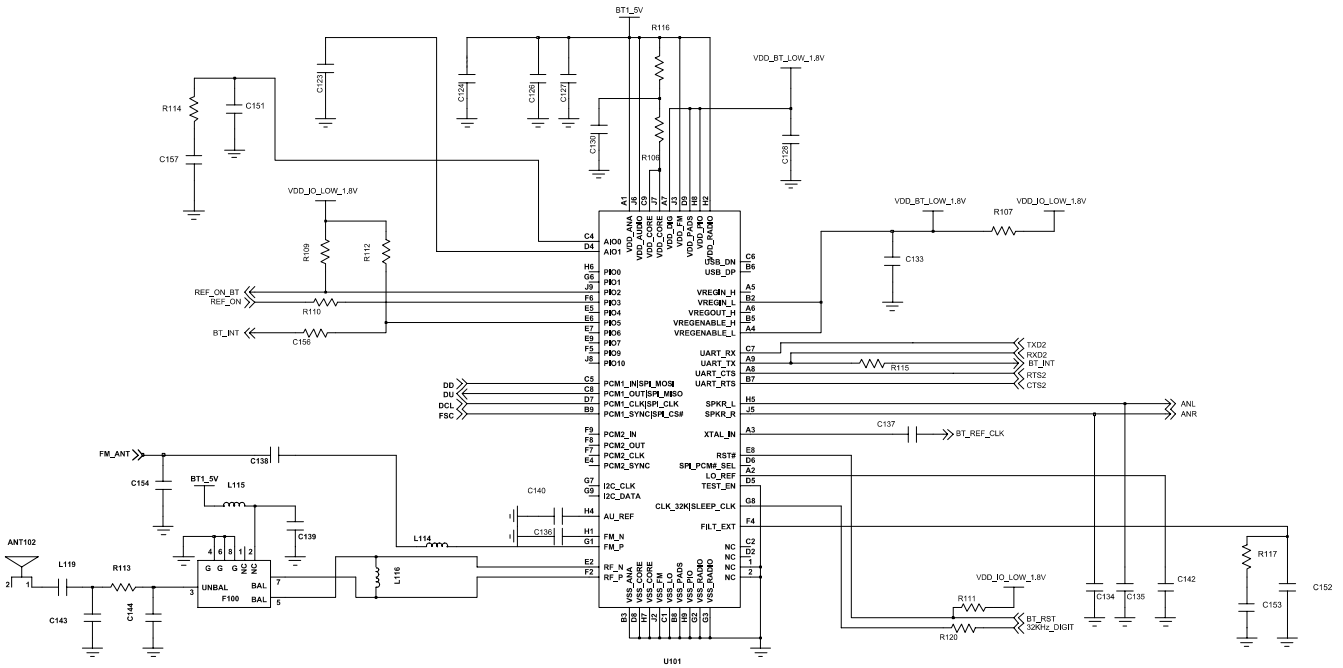 BT1_5V
R116
VDD_BT_LOW_1.8V
C123
C124
C126
C127
R114
C151
C130
C128
R106
C157
VDD_IO_LOW_1.8V
R109
R112
A1 J6 C9 J7 A7 J3 D9 H8 H2
VDD_ANA
VDD_AUDIO
VDD_CORE
VDD_CORE
VDD_DIG
VDD_FM
VDD_PADS
VDD_PIO
VDD_RADIO
VDD_BT_LOW_1.8V
R107
VDD_IO_LOW_1.8V
C133
C4 AIO0
D4 AIO1
H6 PIO0
G6 PIO1
REF_ON_BT
J9 PIO2
REF_ON
R110
F6 PIO3
E5 PIO4
E6 PIO5
BT_INT
C156
E7 PIO6
E9 PIO7
F5 PIO9
J8 PIO10
USB_DN C6
USB_DP B6
VREGIN_H A5
VREGIN_L B2
VREGOUT_H A6
VREGENABLE_H B5
VREGENABLE_L A4
UART_RX C7
TXD2
UART_TX A9
RXD2
R115
BT_INT
UART_CTS A8
RTS2
UART_RTS B7
CTS2
DD C5 PCM1_IN|SPI_MOSI
DU C8 PCM1_OUT|SPI_MISO
DCL D7 PCM1_CLK|SPI_CLK
FSC B9 PCM1_SYNC|SPI_CS#
SPKR_L H5
ANL
SPKR_R J5
ANR
F9 PCM2_IN
F8 PCM2_OUT
F7 PCM2_CLK
E4 PCM2_SYNC
XTAL_IN A3
C137
BT_REF_CLK
RST# E8
SPI_PCM#_SEL D6
LO_REF A2
TEST_EN D5
FM_ANT
C138
C154
BT1_5V
L115
G7 I2C_CLK
G9 I2C_DATA
CLK_32K|SLEEP_CLK G8
C140
H4 AU_REF
FILT_EXT F4
C139
C136
H1 FM_N
L114
G1 FM_P
NC C2
NC D2
NC 1
NC 2
R117
ANT102
2 1
L119
R113
4 6 8 1 2
G G G NC NC
UNBAL
3
BAL 7
F100
BAL 5
L116
E2 RF_N
F2 RF_P
C143
C144
VSS_ANA
VSS_CORE
VSS_CORE
VSS_FM
VSS_LO
VSS_PADS
VSS_PIO
VSS_RADIO
VSS_RADIO
B3 D8 H7 J2 C1 B8 H9 G2 G3
VDD_IO_LOW_1.8V
R111
BT_RST
R120
32KHz_DIGIT
C134
C135
C142
C153
C152
U101